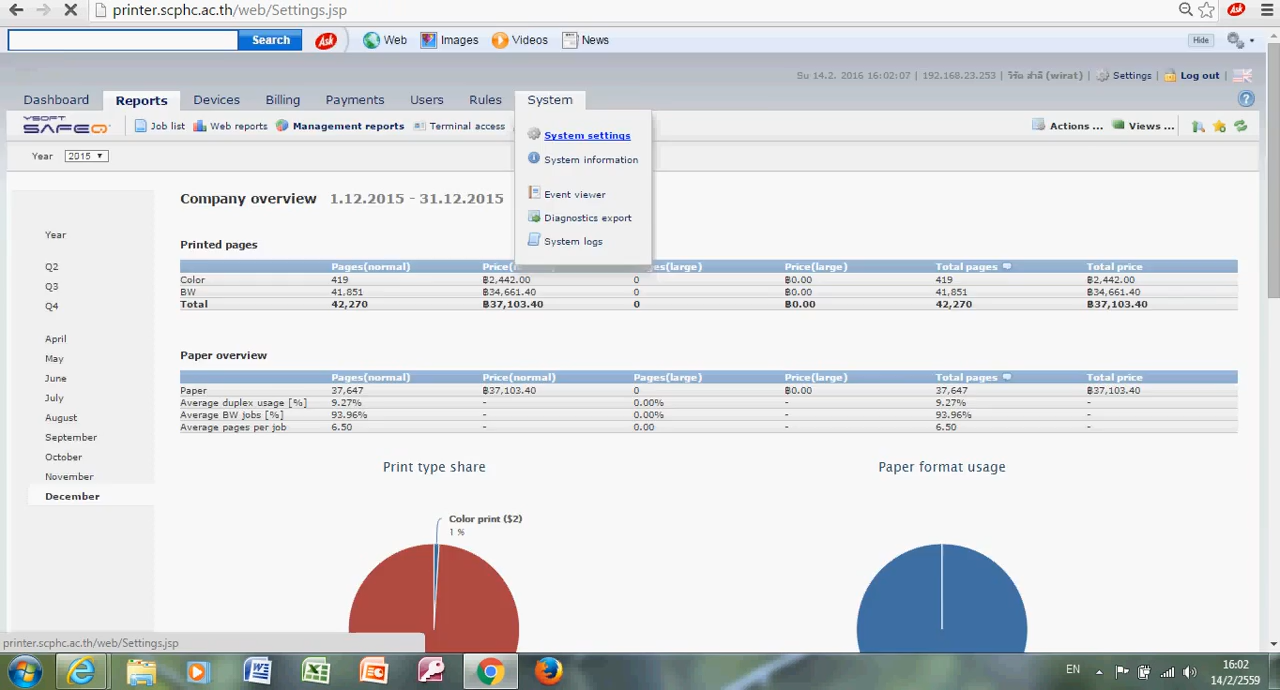 printer.scphc.ac.th/web/Settings.jsp
Search Web Images Videos News Hide
Su 14.2. 2016 16:02:07 | 192.168.23.253 | (wirat) | Settings | Log out |
Dashboard Reports Devices Billing Payments Users Rules System
YSOFT SAFEQ Job list Web reports Management reports Terminal access Actions ... Views ...
System settings
System information
Event viewer
Diagnostics export
System logs
Year 2015
Company overview 1.12.2015 - 31.12.2015
Year
Q2
Q3
Q4
April
May
June
July
August
September
October
November
December
Printed pages
Pages(normal) Total pages Price(large) Total price
Color 419 ฿2,442.00 0 ฿0.00 419 ฿2,442.00
BW 41,851 ฿34,661.40 0 ฿0.00 41,851 ฿34,661.40
Total 42,270 ฿37,103.40 0 ฿0.00 42,270 ฿37,103.40
Paper overview
Pages(normal) Price(normal) Pages(large) Price(large) Total pages Total price
Paper 37,647 ฿37,103.40 0 ฿0.00 37,647 ฿37,103.40
Average duplex usage [%] 9.27% - 0.00% - 9.27% -
Average BW jobs [%] 93.96% - 0.00% - 93.96% -
Average pages per job 6.50 - 0.00 - 6.50 -
Print type share Paper format usage
Color print ($2)
1 %
printer.scphc.ac.th/web/Settings.jsp
EN 16:02
14/2/2559